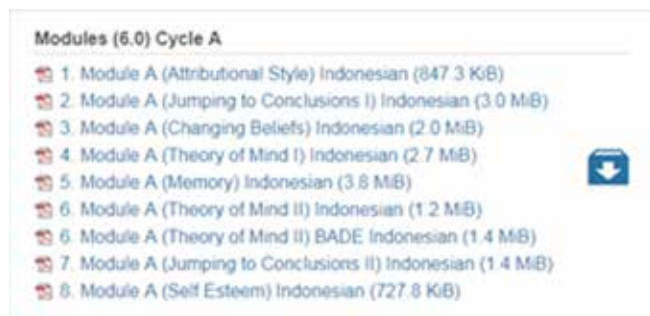 Modules (6.0) Cycle A
1. Module A (Attributional Style) Indonesian (847.3 KiB)
2. Module A (Jumping to Conclusions I) Indonesian (3.0 MiB)
3. Module A (Changing Beliefs) Indonesian (2.0 MiB)
4. Module A (Theory of Mind I) Indonesian (2.7 MiB)
5. Module A (Memory) Indonesian (3.8 MiB)
6. Module A (Theory of Mind II) Indonesian (1.2 MiB)
6. Module A (Theory of Mind II) BADE Indonesian (1.4 MiB)
7. Module A (Jumping to Conclusions II) Indonesian (1.4 MiB)
8. Module A (Self Esteem) Indonesian (727.8 KiB)